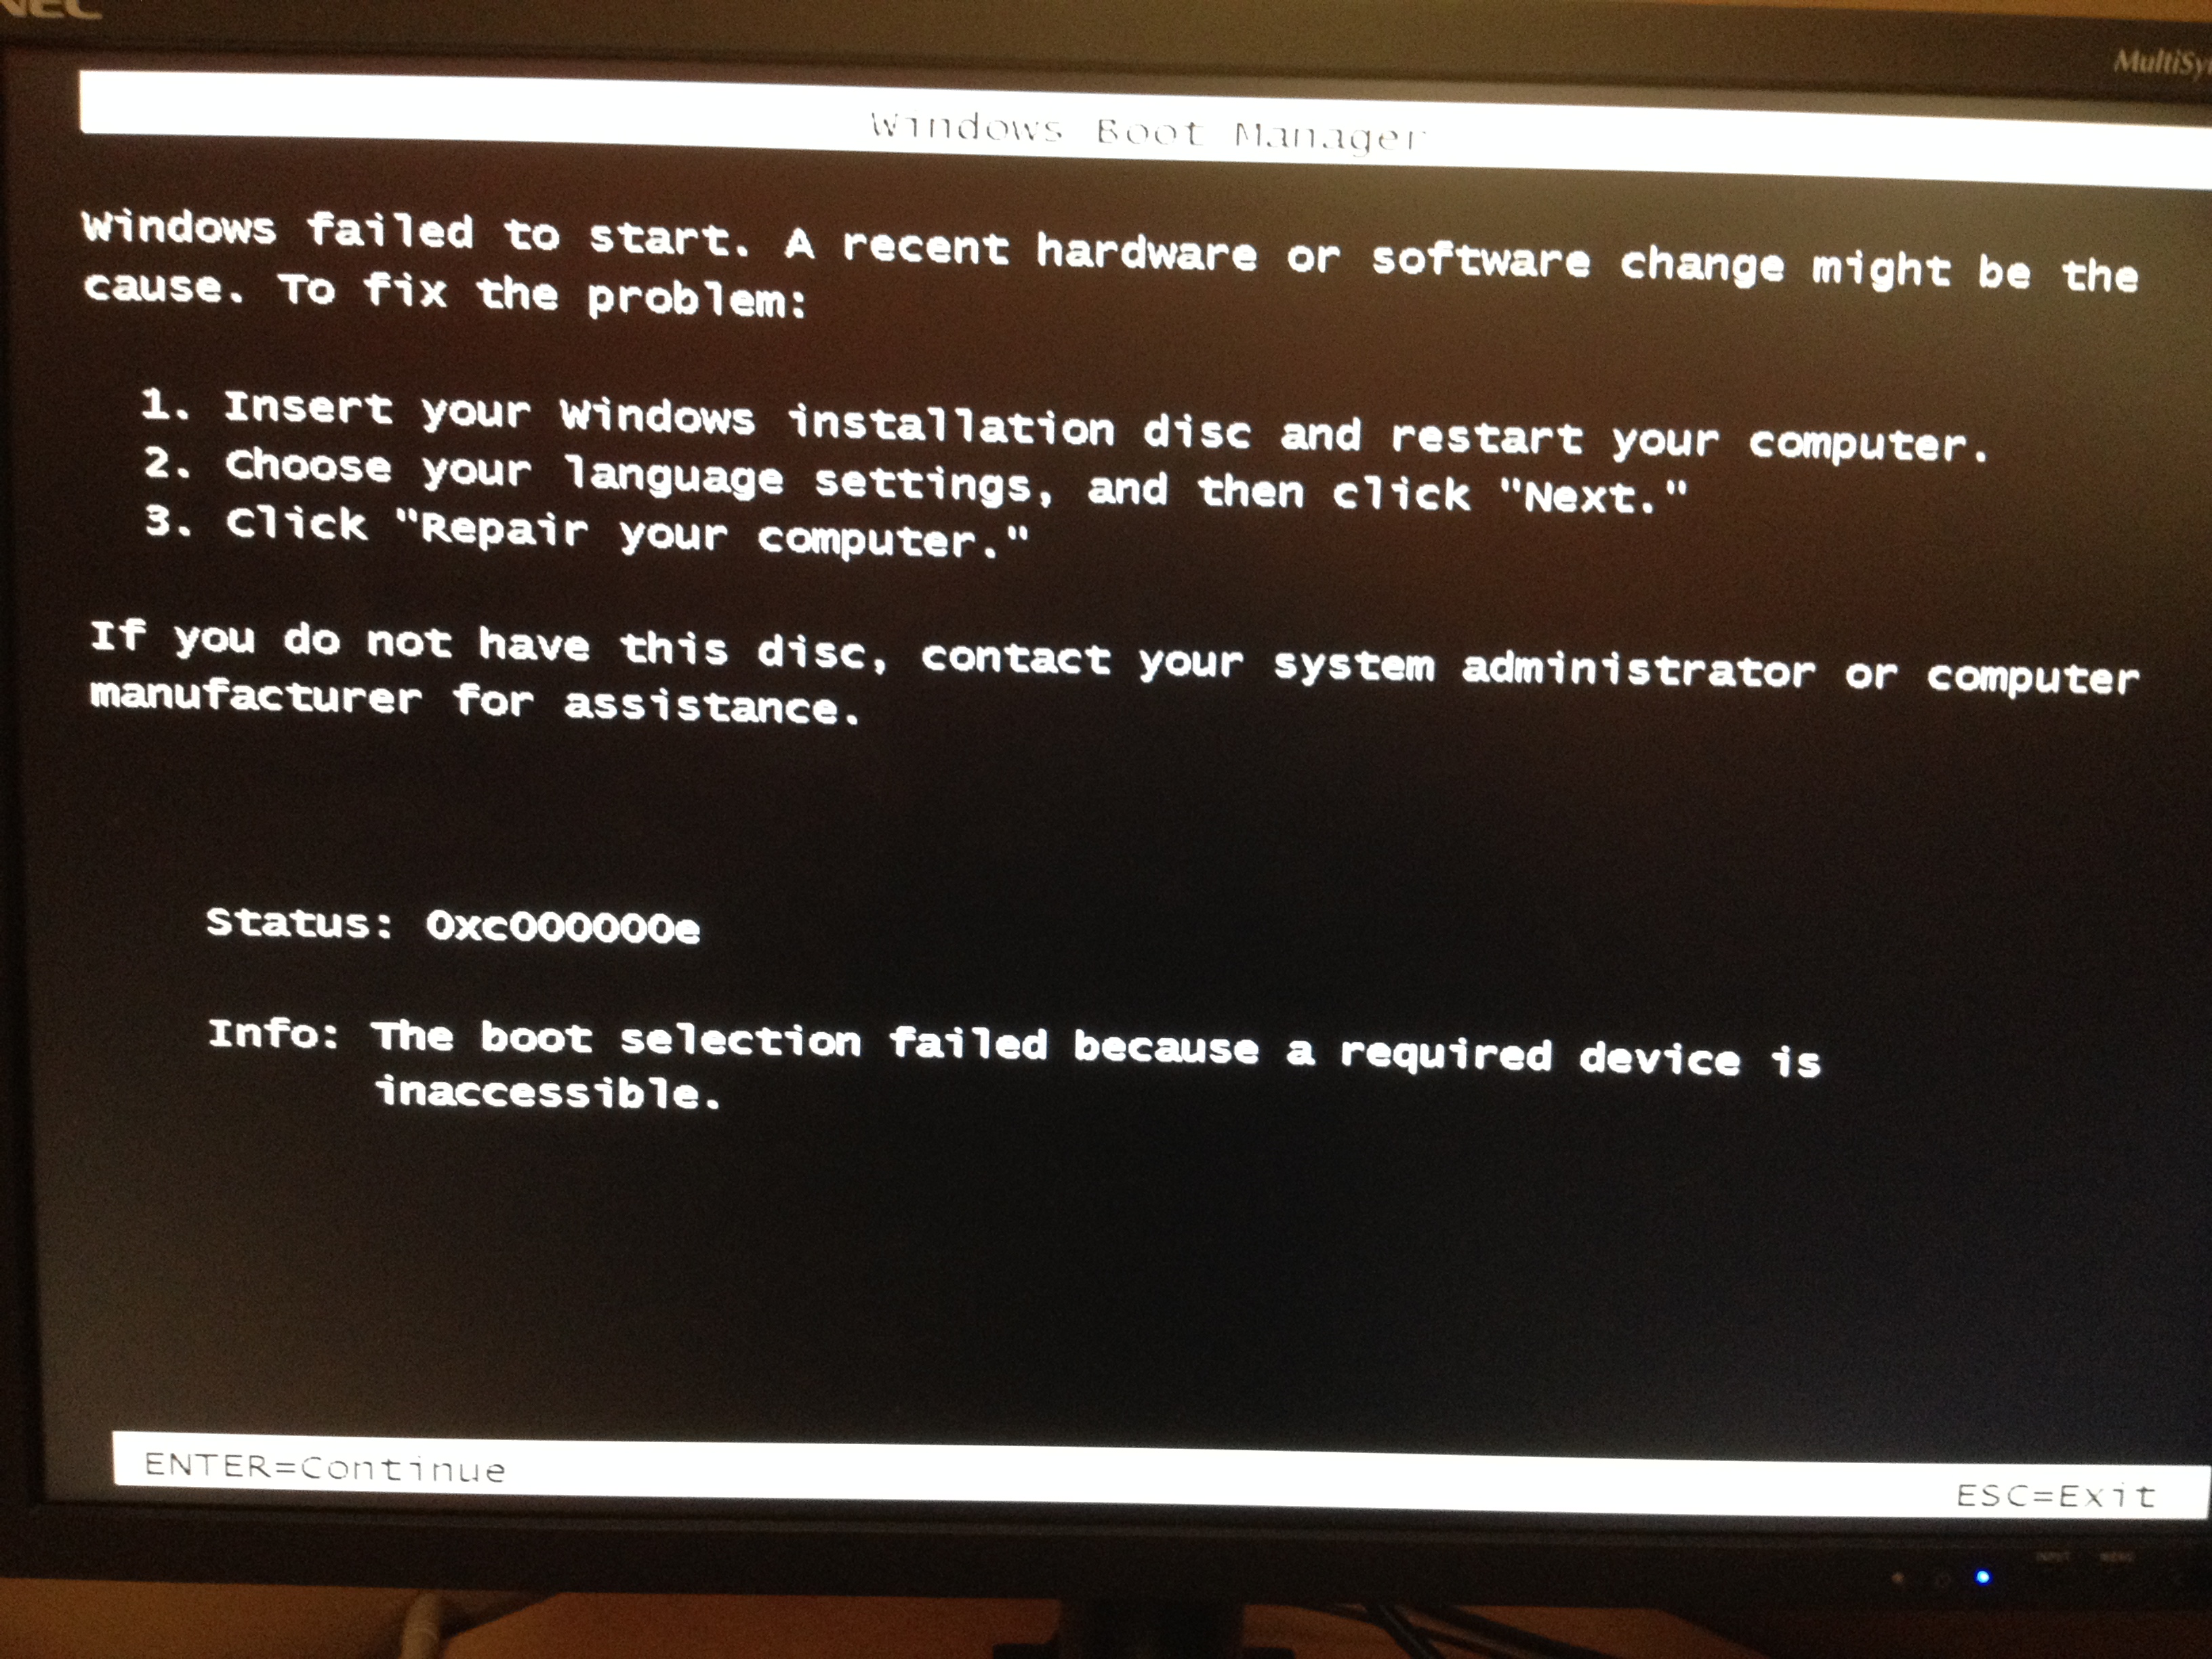 NEC
Windows Boot Manager
Windows failed to start. A recent hardware or software change might be the
cause. To fix the problem:
1. Insert your Windows installation disc and restart your computer.
2. Choose your language settings, and then click "Next."
3. Click "Repair your computer."
If you do not have this disc, contact your system administrator or computer
manufacturer for assistance.
Status: 0xc000000e
Info: The boot selection failed because a required device is
inaccessible.
ENTER=Continue ESC=Exit
INPUT MENU